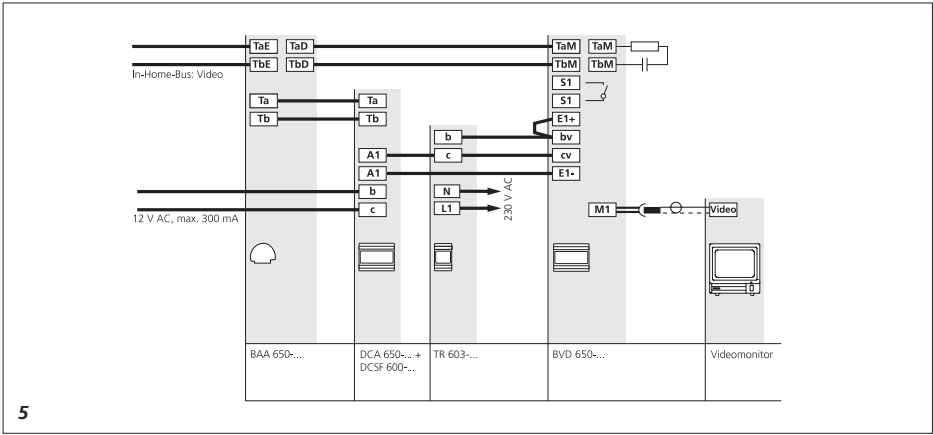 TaE TaD TaM TaM
TbE TbD TbM TbM
In-Home-Bus: Video
S1
Ta Ta S1
Tb Tb E1+
b bv
A1 c cv
A1 E1-
b N
230 V AC
c L1 M1 Video
12 V AC, max. 300 mA
BAA 650-... DCA 650-... + TR 603-... BVD 650-... Videomonitor
DCSF 600-...
5